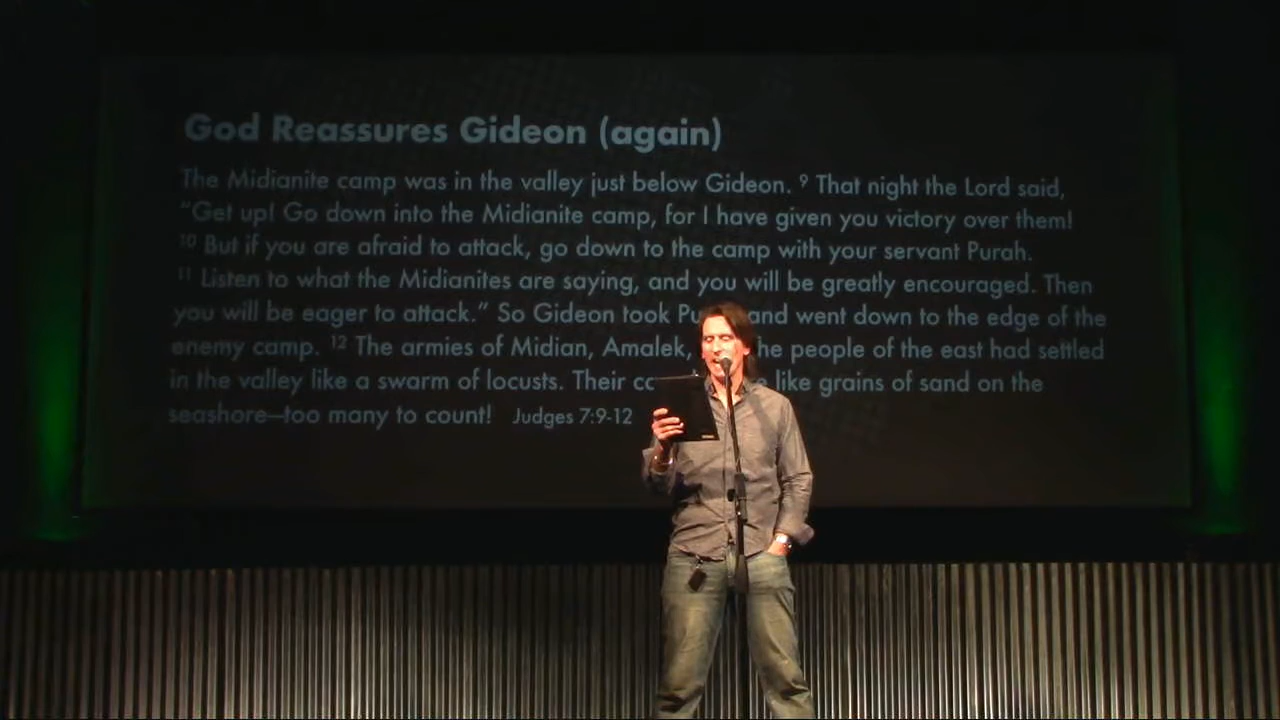 God Reassures Gideon (again)
The Midianite camp was in the valley just below Gideon. 9 That night the Lord said,
"Get up! Go down into the Midianite camp, for I have given you victory over them!
10 But if you are afraid to attack, go down to the camp with your servant Purah.
11 Listen to what the Midianites are saying, and you will be greatly encouraged. Then
you will be eager to attack." So Gideon took and went down to the edge of the
enemy camp. 12 The armies of Midian, Amalek, he people of the east had settled
in the valley like a swarm of locusts. Their like grains of sand on the
seashore—too many to count! Judges 7:9-12